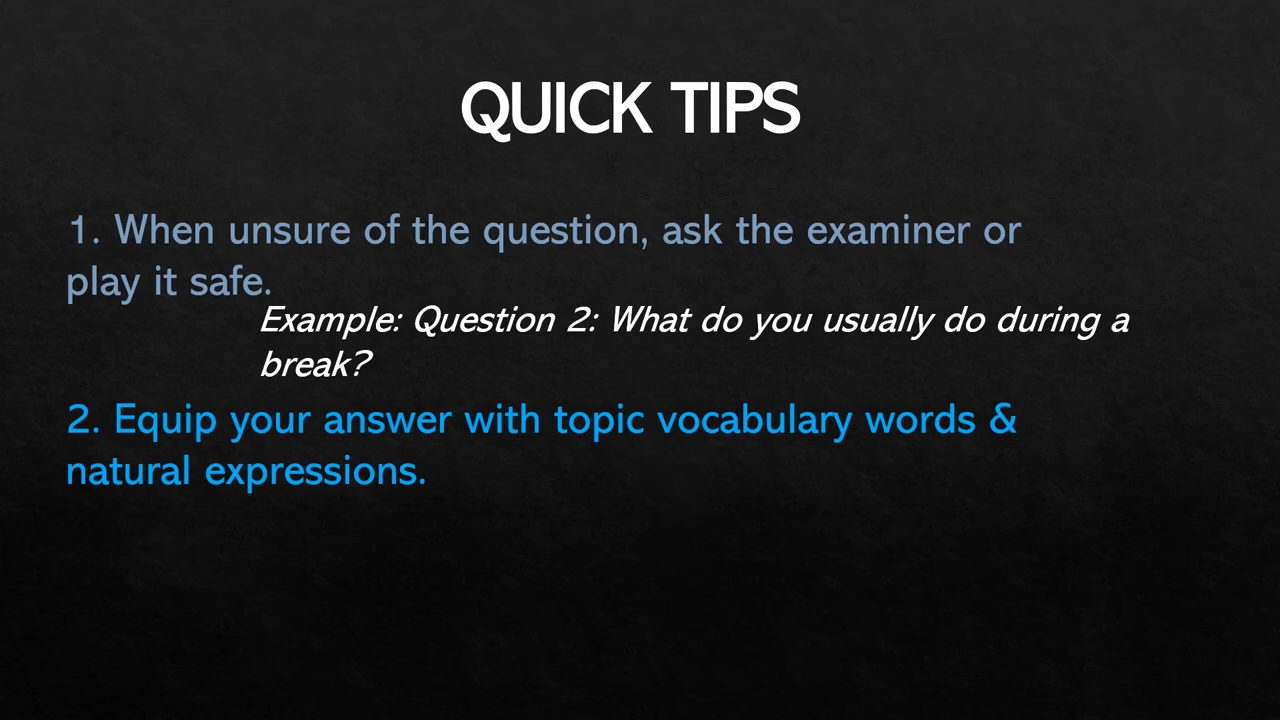 QUICK TIPS
1. When unsure of the question, ask the examiner or
play it safe.
Example: Question 2: What do you usually do during a
break?
2. Equip your answer with topic vocabulary words &
natural expressions.